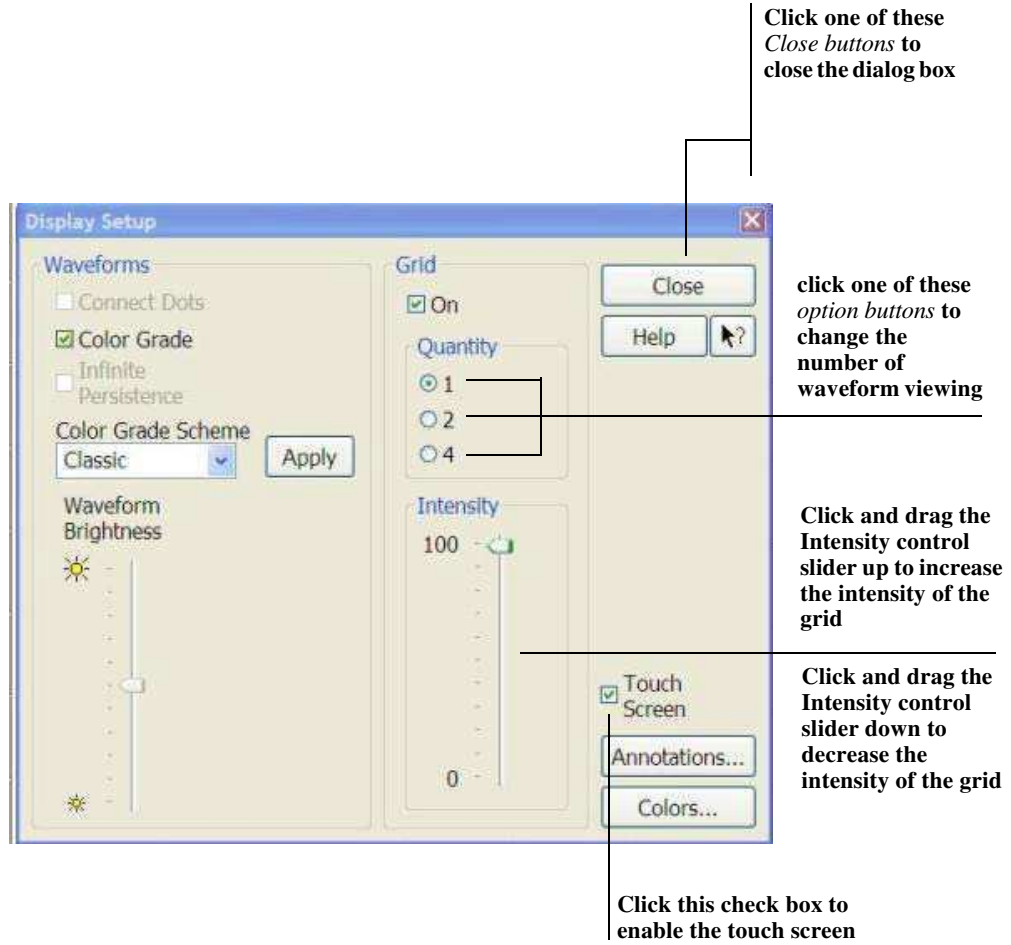 Click one of these
Close buttons to
close the dialog box
Display Setup
Waveforms
Connect Dots
Color Grade
Infinite
Persistence
Color Grade Scheme
Classic
Apply
Waveform
Brightness
Grid
On
Quantity
1
2
4
Intensity
100
0
Close
Help
?
Touch
Screen
Annotations...
Colors...
click one of these
option buttons to
change the
number of
waveform viewing
Click and drag the
Intensity control
slider up to increase
the intensity of the
grid
Click and drag the
Intensity control
slider down to
decrease the
intensity of the grid
Click this check box to
enable the touch screen